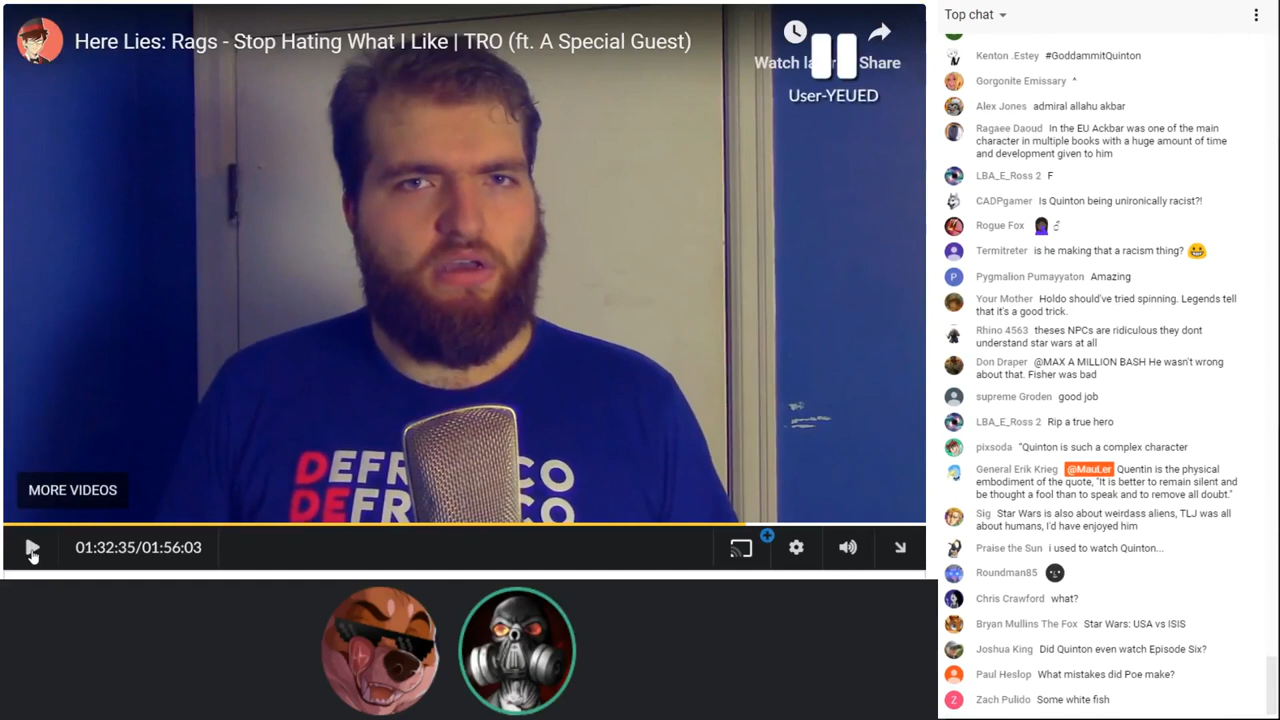 Here Lies: Rags - Stop Hating What I Like | TRO (ft. A Special Guest)
Share
User-YEUED
MORE VIDEOS
01:32:35/01:56:03
Top chat
Kenton .Estey #GoddammitQuinton
Gorgonite Emissary ^
Alex Jones admiral allahu akbar
Ragaee Daoud In the EU Ackbar was one of the main
character in multiple books with a huge amount of time
and development given to him
LBA_E_Ross 2 F
CADPgamer Is Quinton being unironically racist?!
Rogue Fox
Termitreter is he making that a racism thing?
P Pygmalion Pumayyaton Amazing
Your Mother Holdo should've tried spinning. Legends tell
that it's a good trick.
Rhino 4563 theses NPCs are ridiculous they dont
understand star wars at all
Don Draper @MAX A MILLION BASH He wasn't wrong
about that. Fisher was bad
supreme Groden good job
LBA_E_Ross 2 Rip a true hero
pixsoda "Quinton is such a complex character
General Erik Krieg @MauLer Quentin is the physical
embodiment of the quote, "It is better to remain silent and
be thought a fool than to speak and to remove all doubt."
Sig Star Wars is also about weirdass aliens, TLJ was all
about humans, I'd have enjoyed him
Praise the Sun i used to watch Quinton...
Roundman85
Chris Crawford what?
Bryan Mullins The Fox Star Wars: USA vs ISIS
Joshua King Did Quinton even watch Episode Six?
Paul Heslop What mistakes did Poe make?
Z Zach Pulido Some white fish